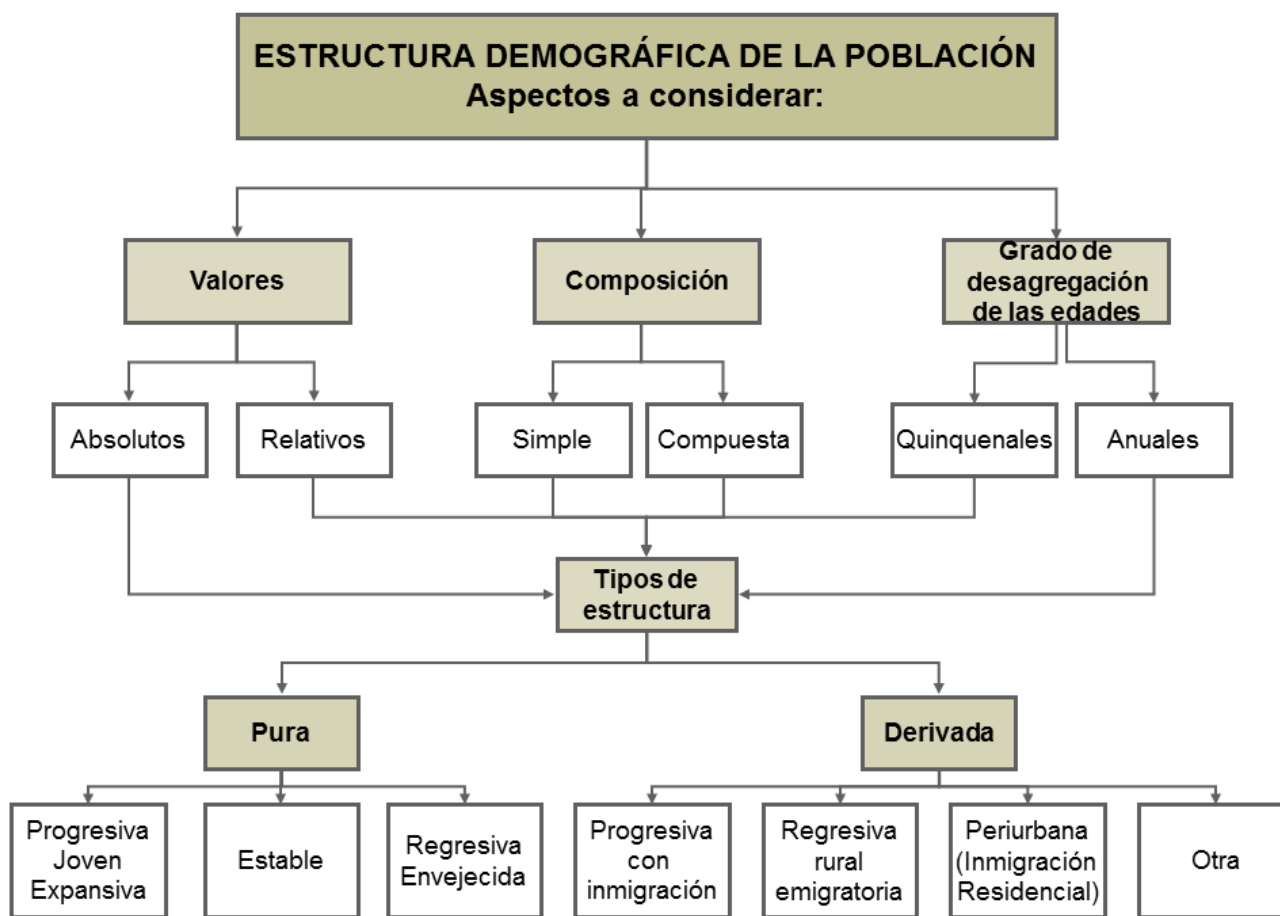 ESTRUCTURA DEMOGRÁFICA DE LA POBLACIÓN
Aspectos a considerar:
Valores
Composición
Grado de
desagregación
de las edades
Absolutos
Relativos
Simple
Compuesta
Quinquenales
Anuales
Tipos de
estructura
Pura
Derivada
Progresiva
Joven
Expansiva
Estable
Regresiva
Envejecida
Progresiva
con
inmigración
Regresiva
rural
emigratoria
Periurbana
(Inmigración
Residencial)
Otra